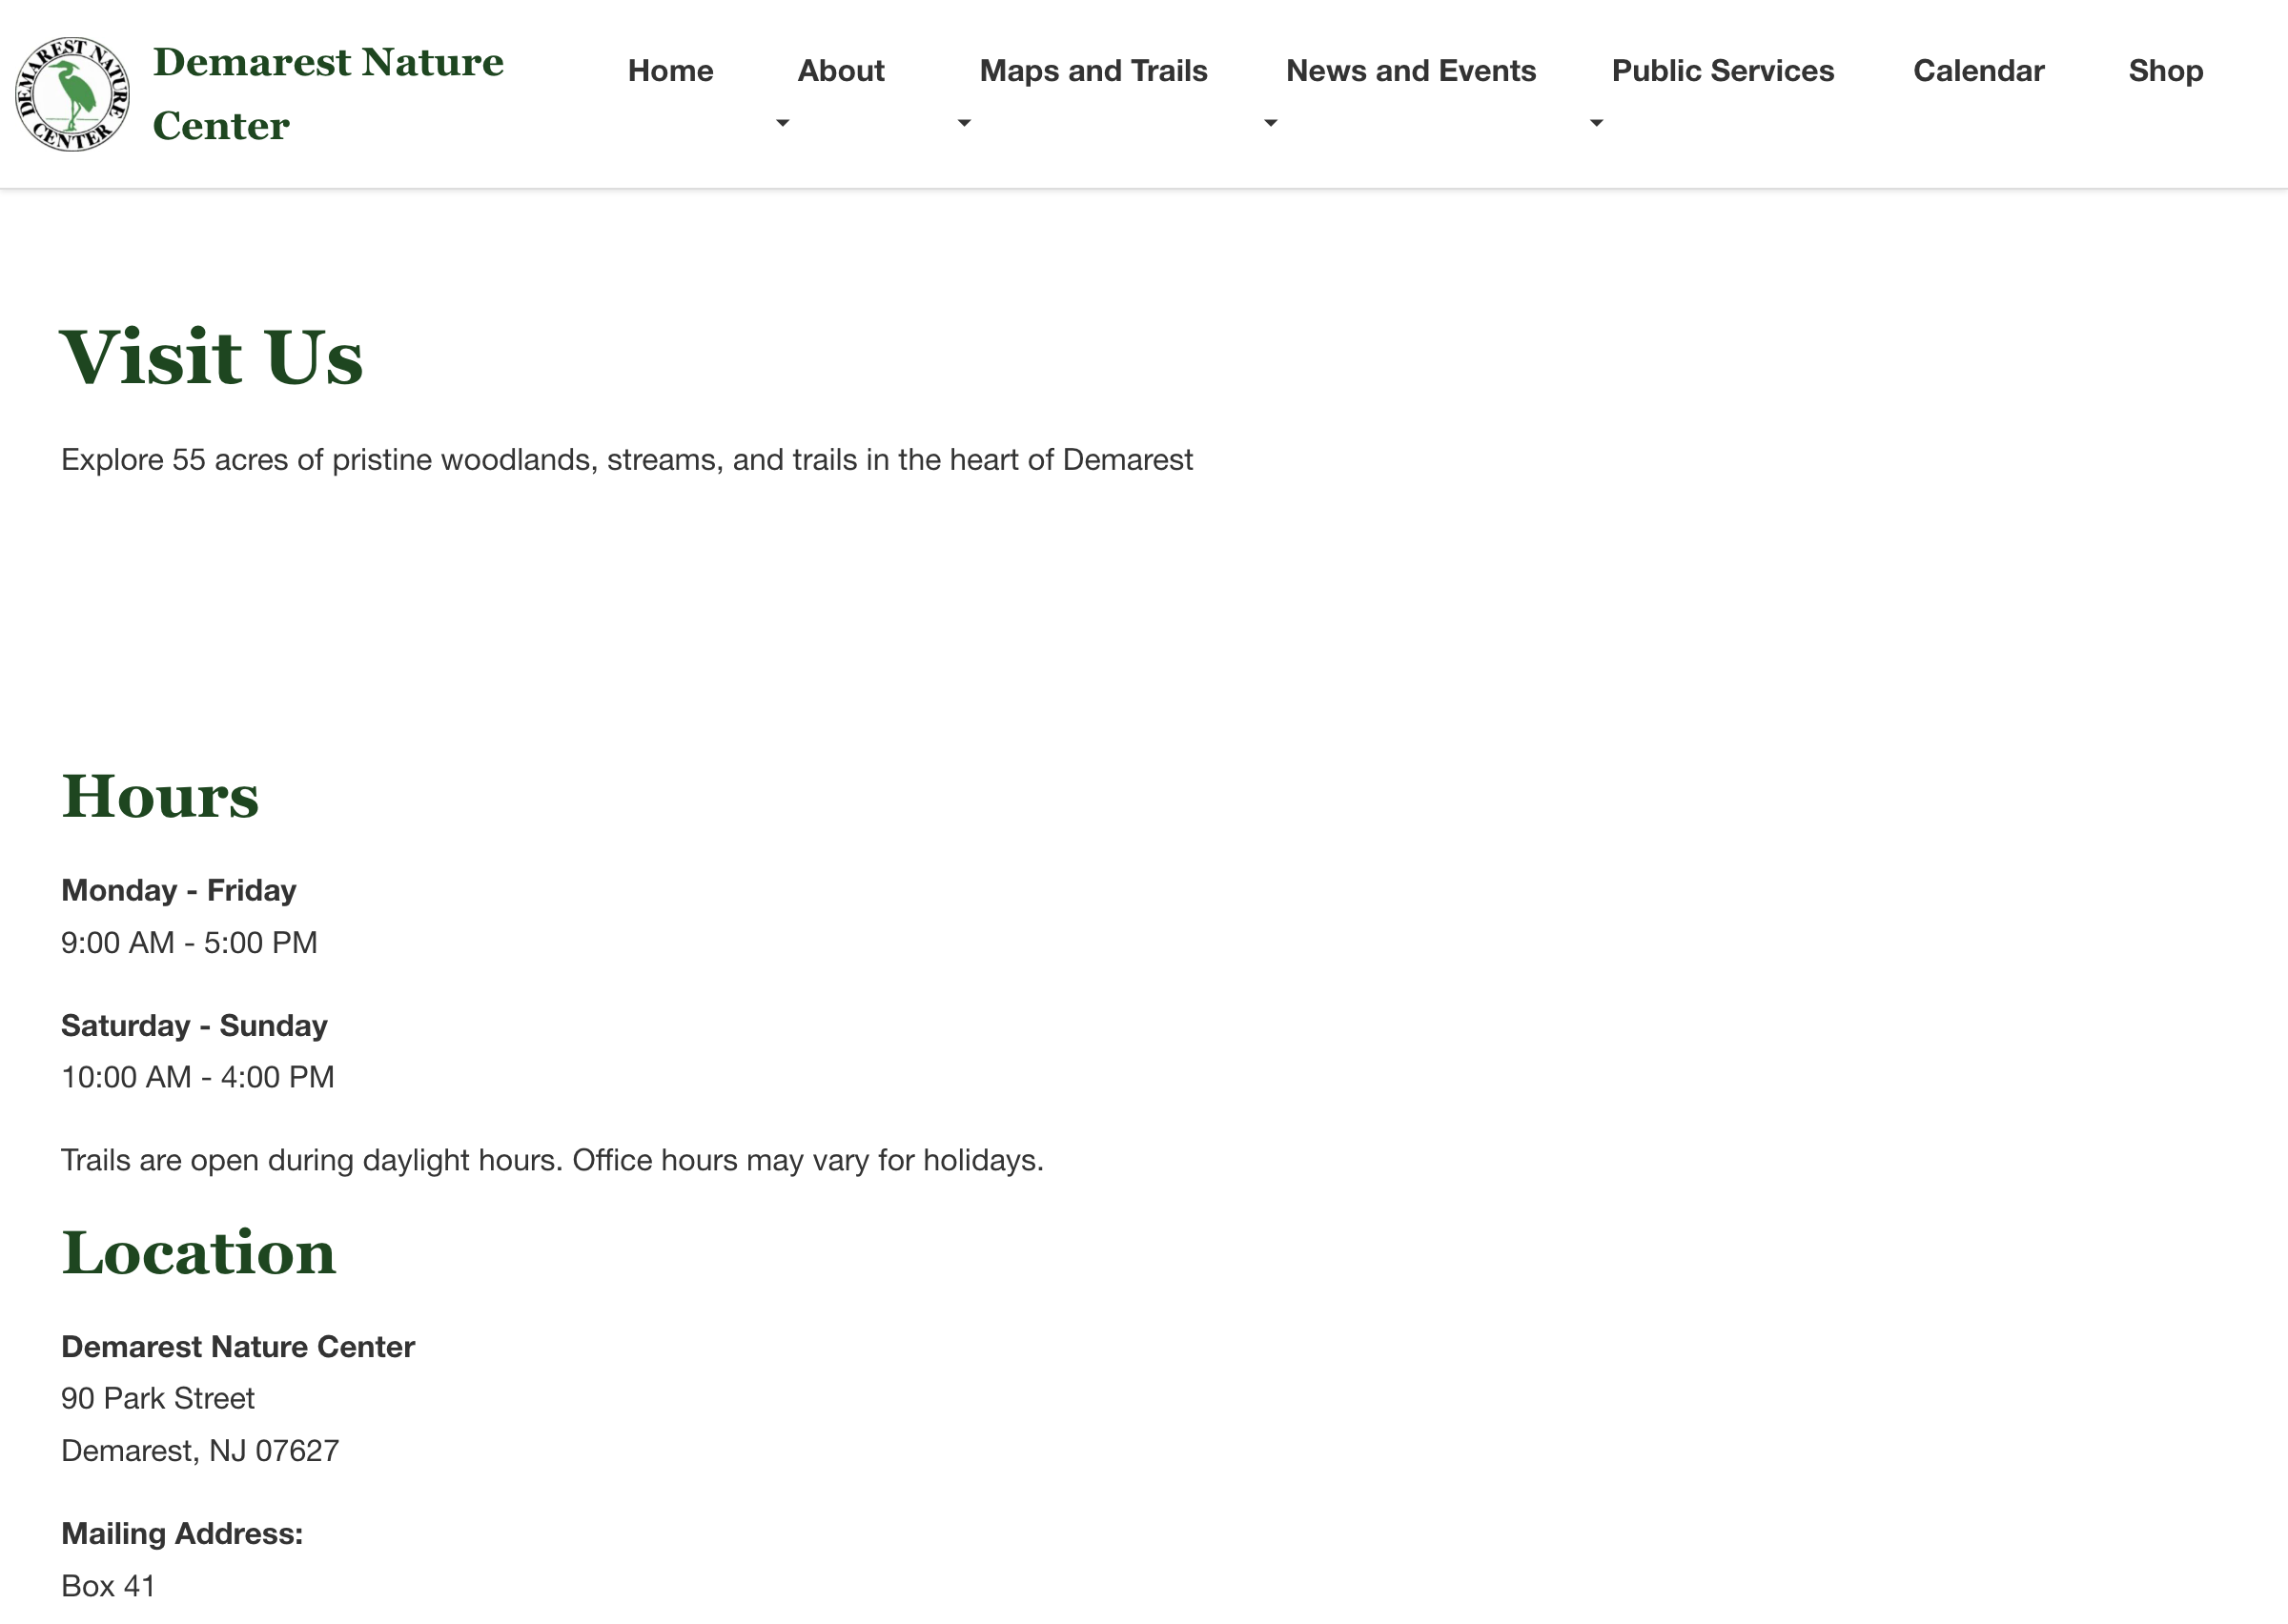 DEMAREST NATURE CENTER
Demarest Nature
Center
Home
About
Maps and Trails
News and Events
Public Services
Calendar
Shop
Visit Us
Explore 55 acres of pristine woodlands, streams, and trails in the heart of Demarest
Hours
Monday - Friday
9:00 AM - 5:00 PM
Saturday - Sunday
10:00 AM - 4:00 PM
Trails are open during daylight hours. Office hours may vary for holidays.
Location
Demarest Nature Center
90 Park Street
Demarest, NJ 07627
Mailing Address:
Box 41